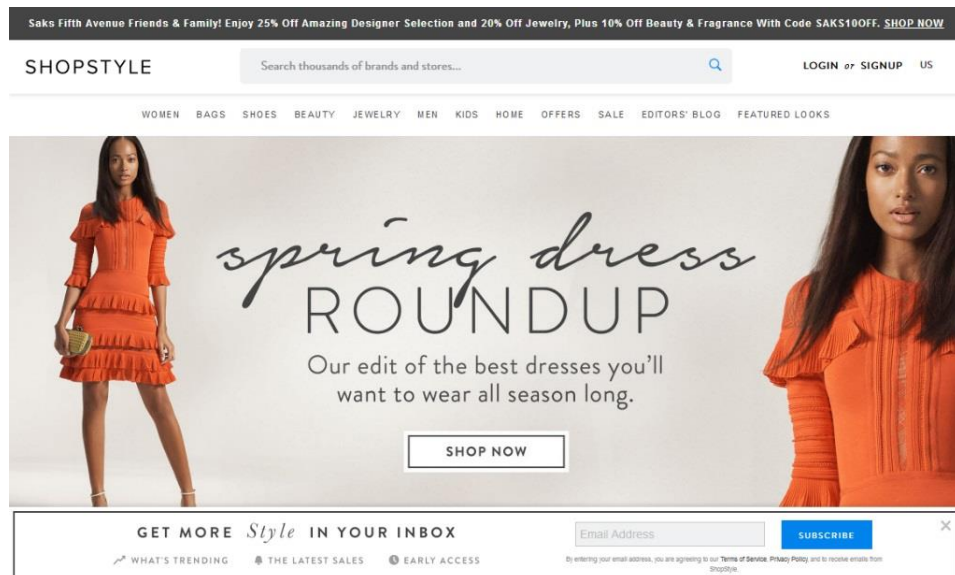 Saks Fifth Avenue Friends & Family! Enjoy 25% Off Amazing Designer Selection and 20% Off Jewelry, Plus 10% Off Beauty & Fragrance With Code SAKS10OFF. SHOP NOW
SHOPSTYLE
Search thousands of brands and stores...
LOGIN or SIGNUP US
WOMEN BAGS SHOES BEAUTY JEWELRY MEN KIDS HOME OFFERS SALE EDITORS' BLOG FEATURED LOOKS
spring dress
ROUNDUP
Our edit of the best dresses you'll
want to wear all season long.
SHOP NOW
GET MORE Style IN YOUR INBOX
WHAT'S TRENDING THE LATEST SALES EARLY ACCESS
Email Address
SUBSCRIBE
By entering your email address, you are agreeing to our Terms of Service, Privacy Policy, and to receive emails from
ShopStyle.